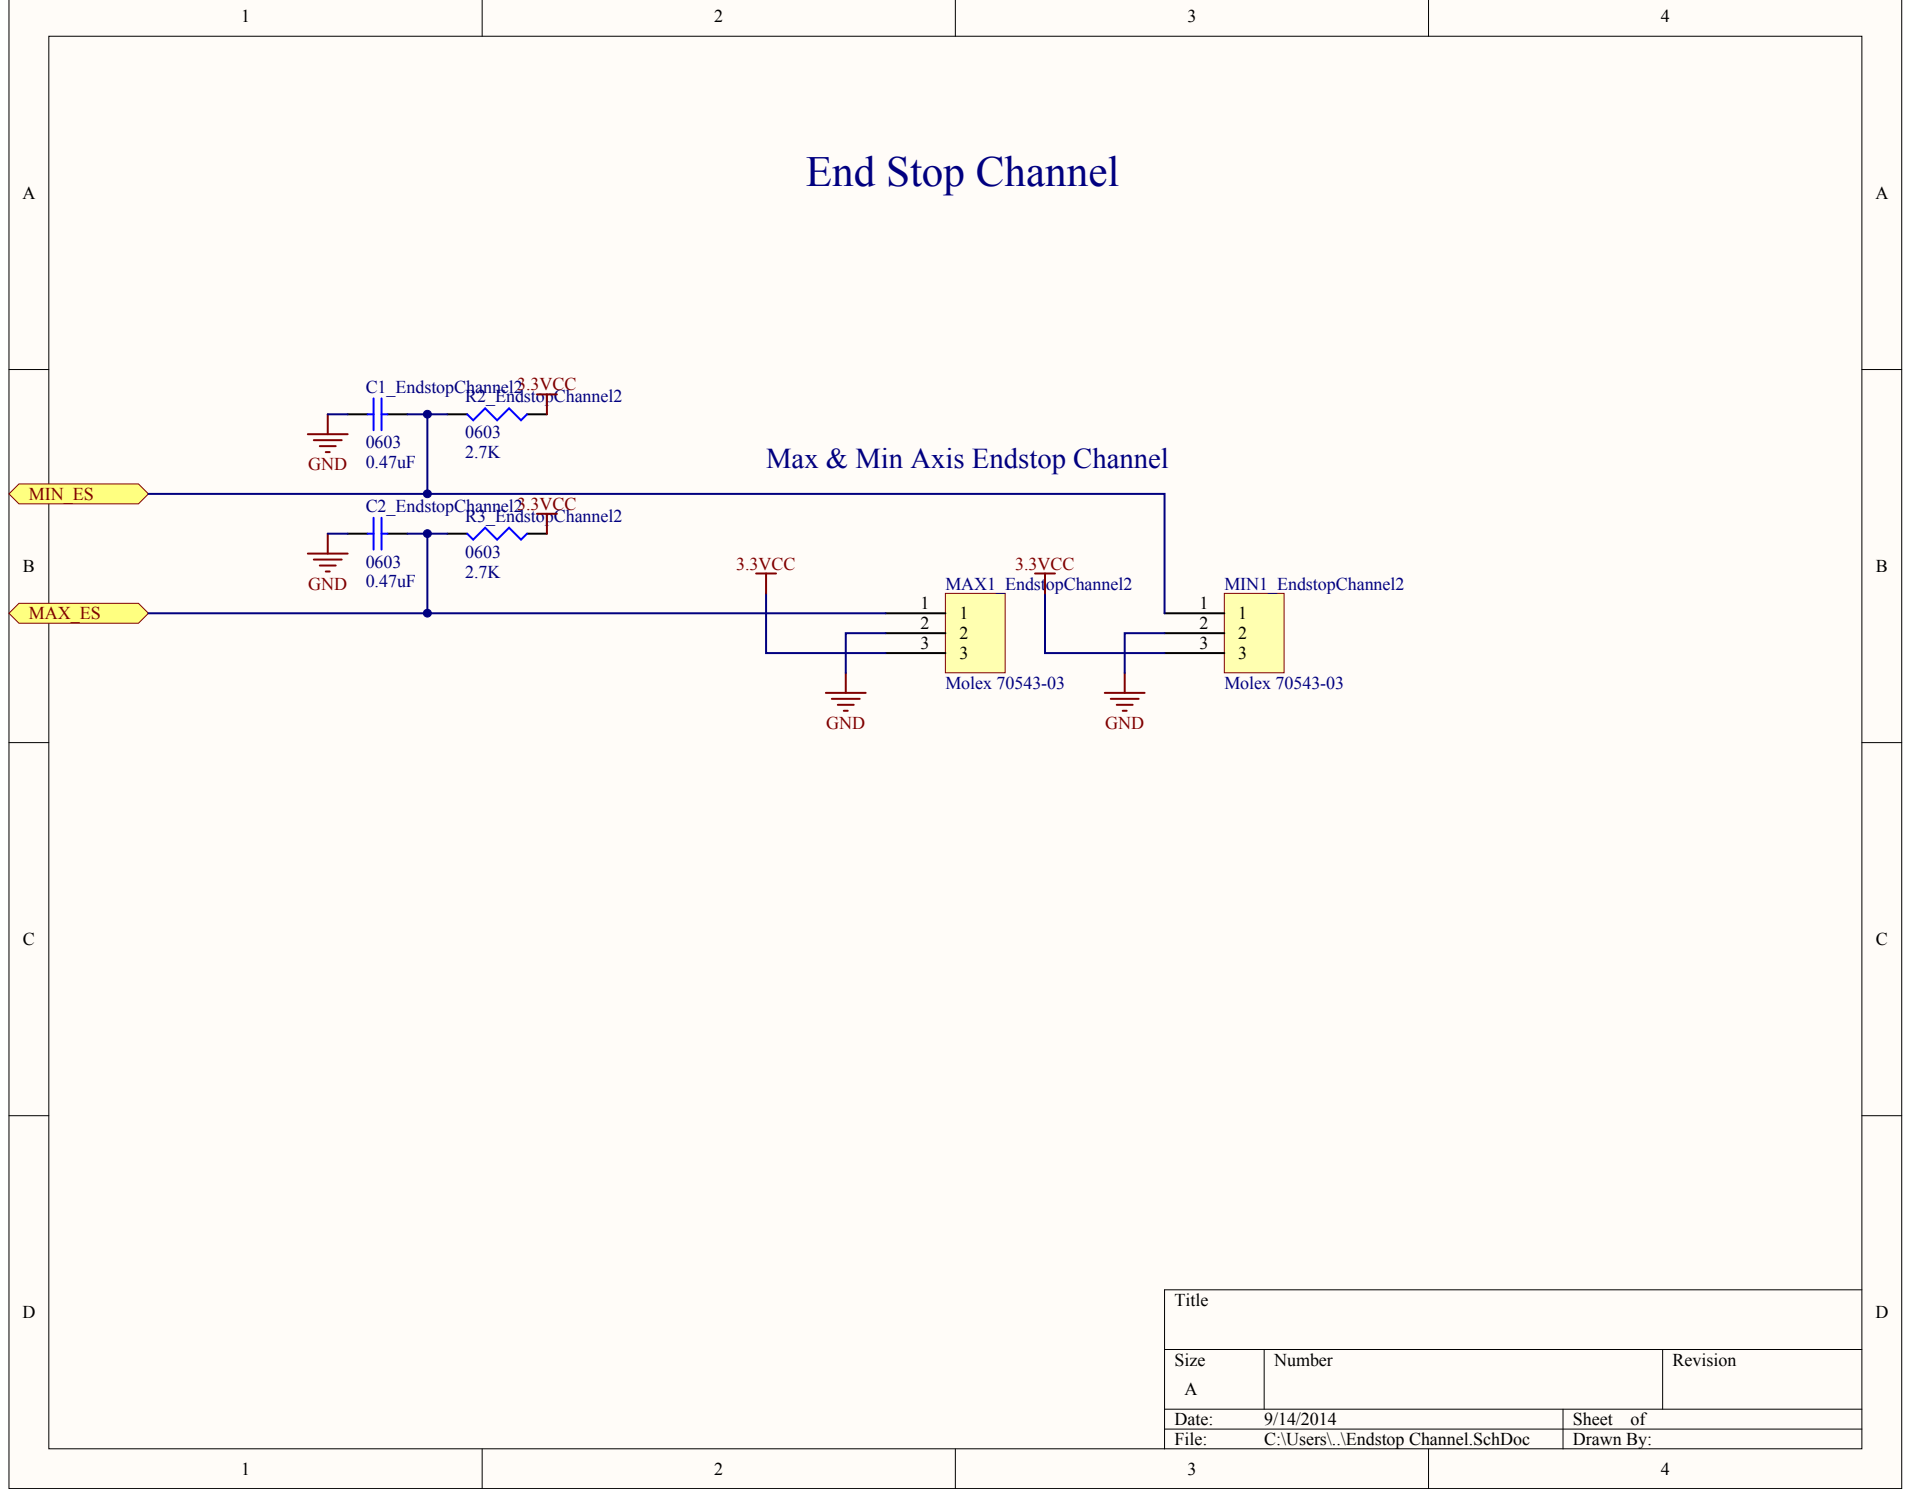 1 2 3 4
A A
End Stop Channel
C1_EndstopChannel2 3.3VCC
R2_EndstopChannel2
0603 0603
0.47uF 2.7K
GND
Max & Min Axis Endstop Channel
MIN_ES
C2_EndstopChannel2 3.3VCC
R3_EndstopChannel2
0603 0603
0.47uF 2.7K
GND
B B
3.3VCC 3.3VCC
MAX1_EndstopChannel2 MIN1_EndstopChannel2
MAX_ES
1 1 1 1
2 2 2 2
3 3 3 3
Molex 70543-03 Molex 70543-03
GND GND
C C
D D
Title
Size Number Revision
A
Date: 9/14/2014 Sheet of
File: C:\Users\..\Endstop Channel.SchDoc Drawn By:
1 2 3 4